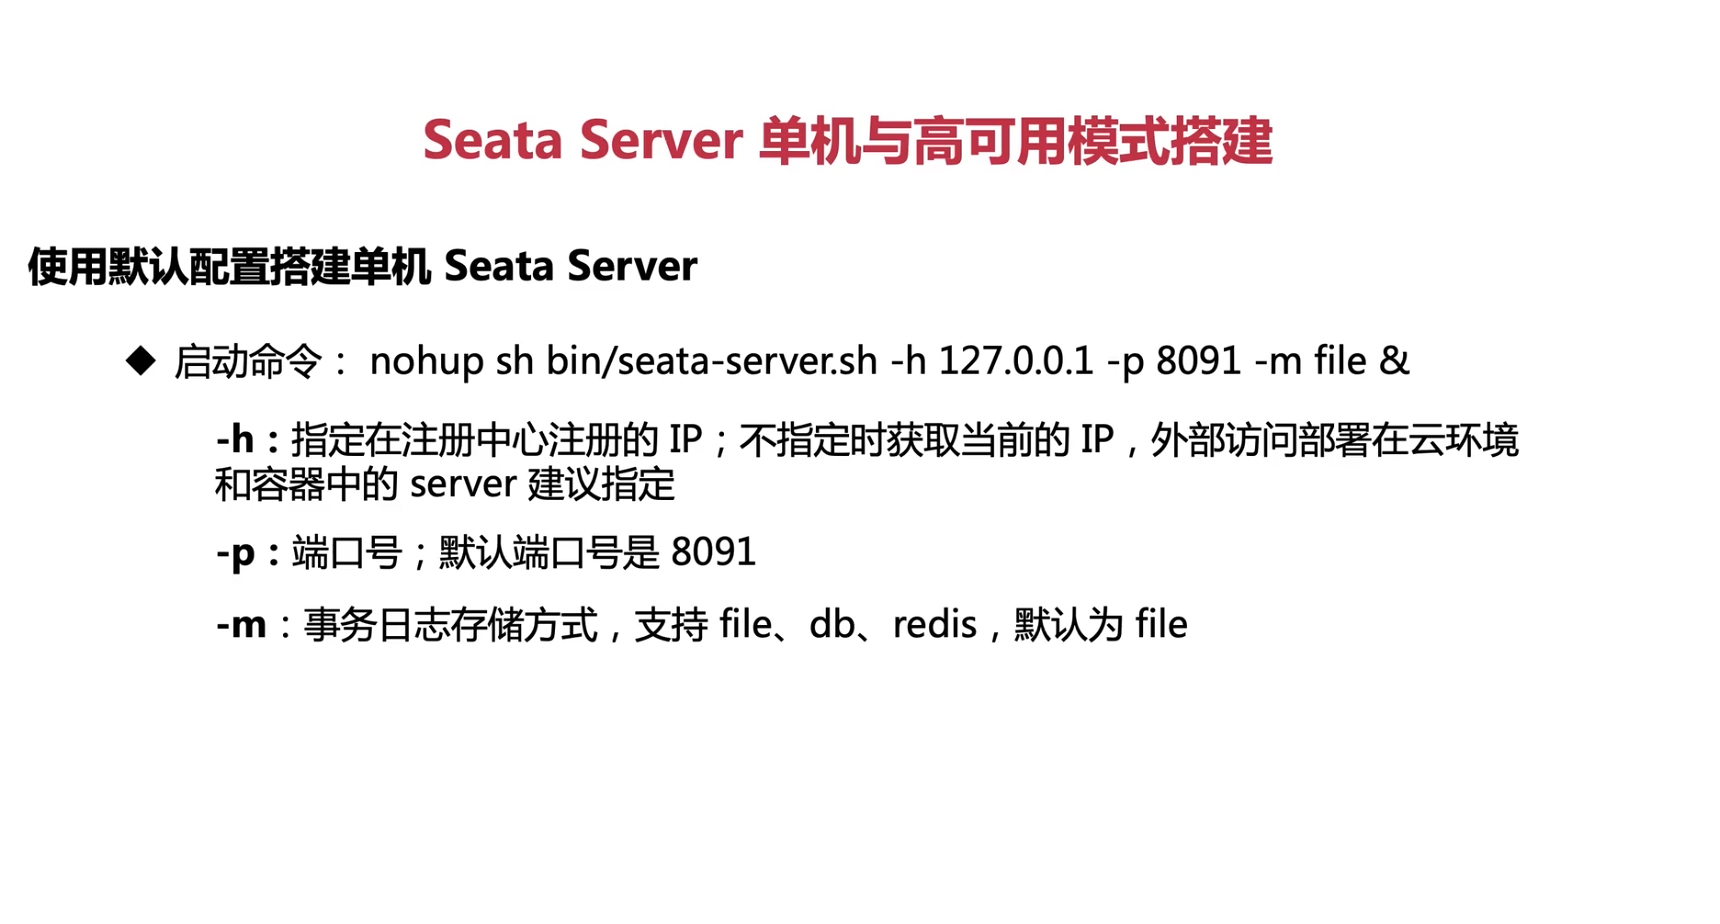 Seata Server 单机与高可用模式搭建
使用默认配置搭建单机 Seata Server
◆ 启动命令： nohup sh bin/seata-server.sh -h 127.0.0.1 -p 8091 -m file &
-h：指定在注册中心注册的 IP；不指定时获取当前的 IP，外部访问部署在云环境
和容器中的 server 建议指定
-p：端口号；默认端口号是 8091
-m：事务日志存储方式，支持 file、db、redis，默认为 file